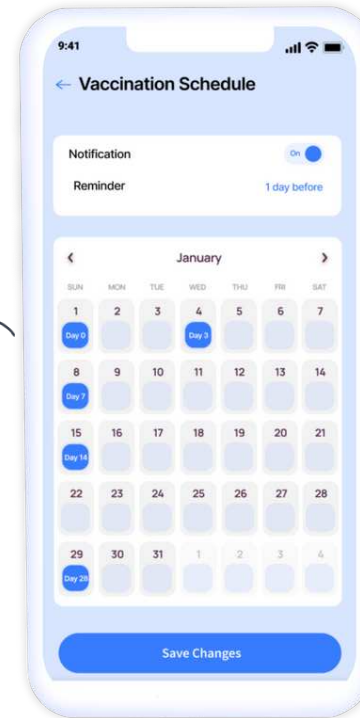 9:41
← Vaccination Schedule
Notification On
Reminder 1 day before
‹ January ›
SUN MON TUE WED THU FRI SAT
1 2 3 4 5 6 7
Day 0 Day 3
8 9 10 11 12 13 14
Day 7
15 16 17 18 19 20 21
Day 14
22 23 24 25 26 27 28
29 30 31 1 2 3 4
Day 28
Save Changes